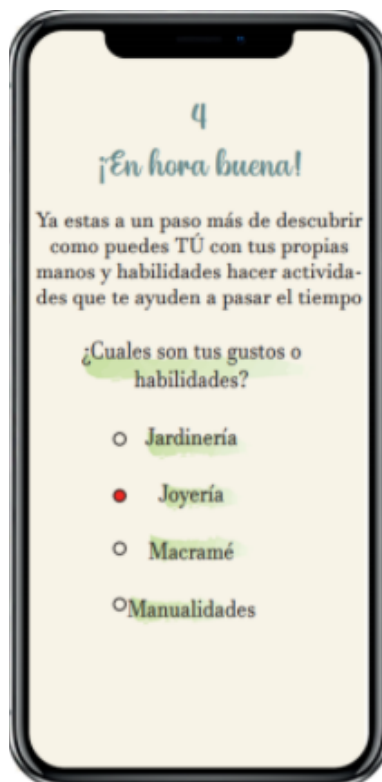 4
¡En hora buena!
Ya estas a un paso más de descubrir
como puedes TÚ con tus propias
manos y habilidades hacer activida-
des que te ayuden a pasar el tiempo
¿Cuales son tus gustos o
habilidades?
Jardinería
Joyería
Macramé
Manualidades